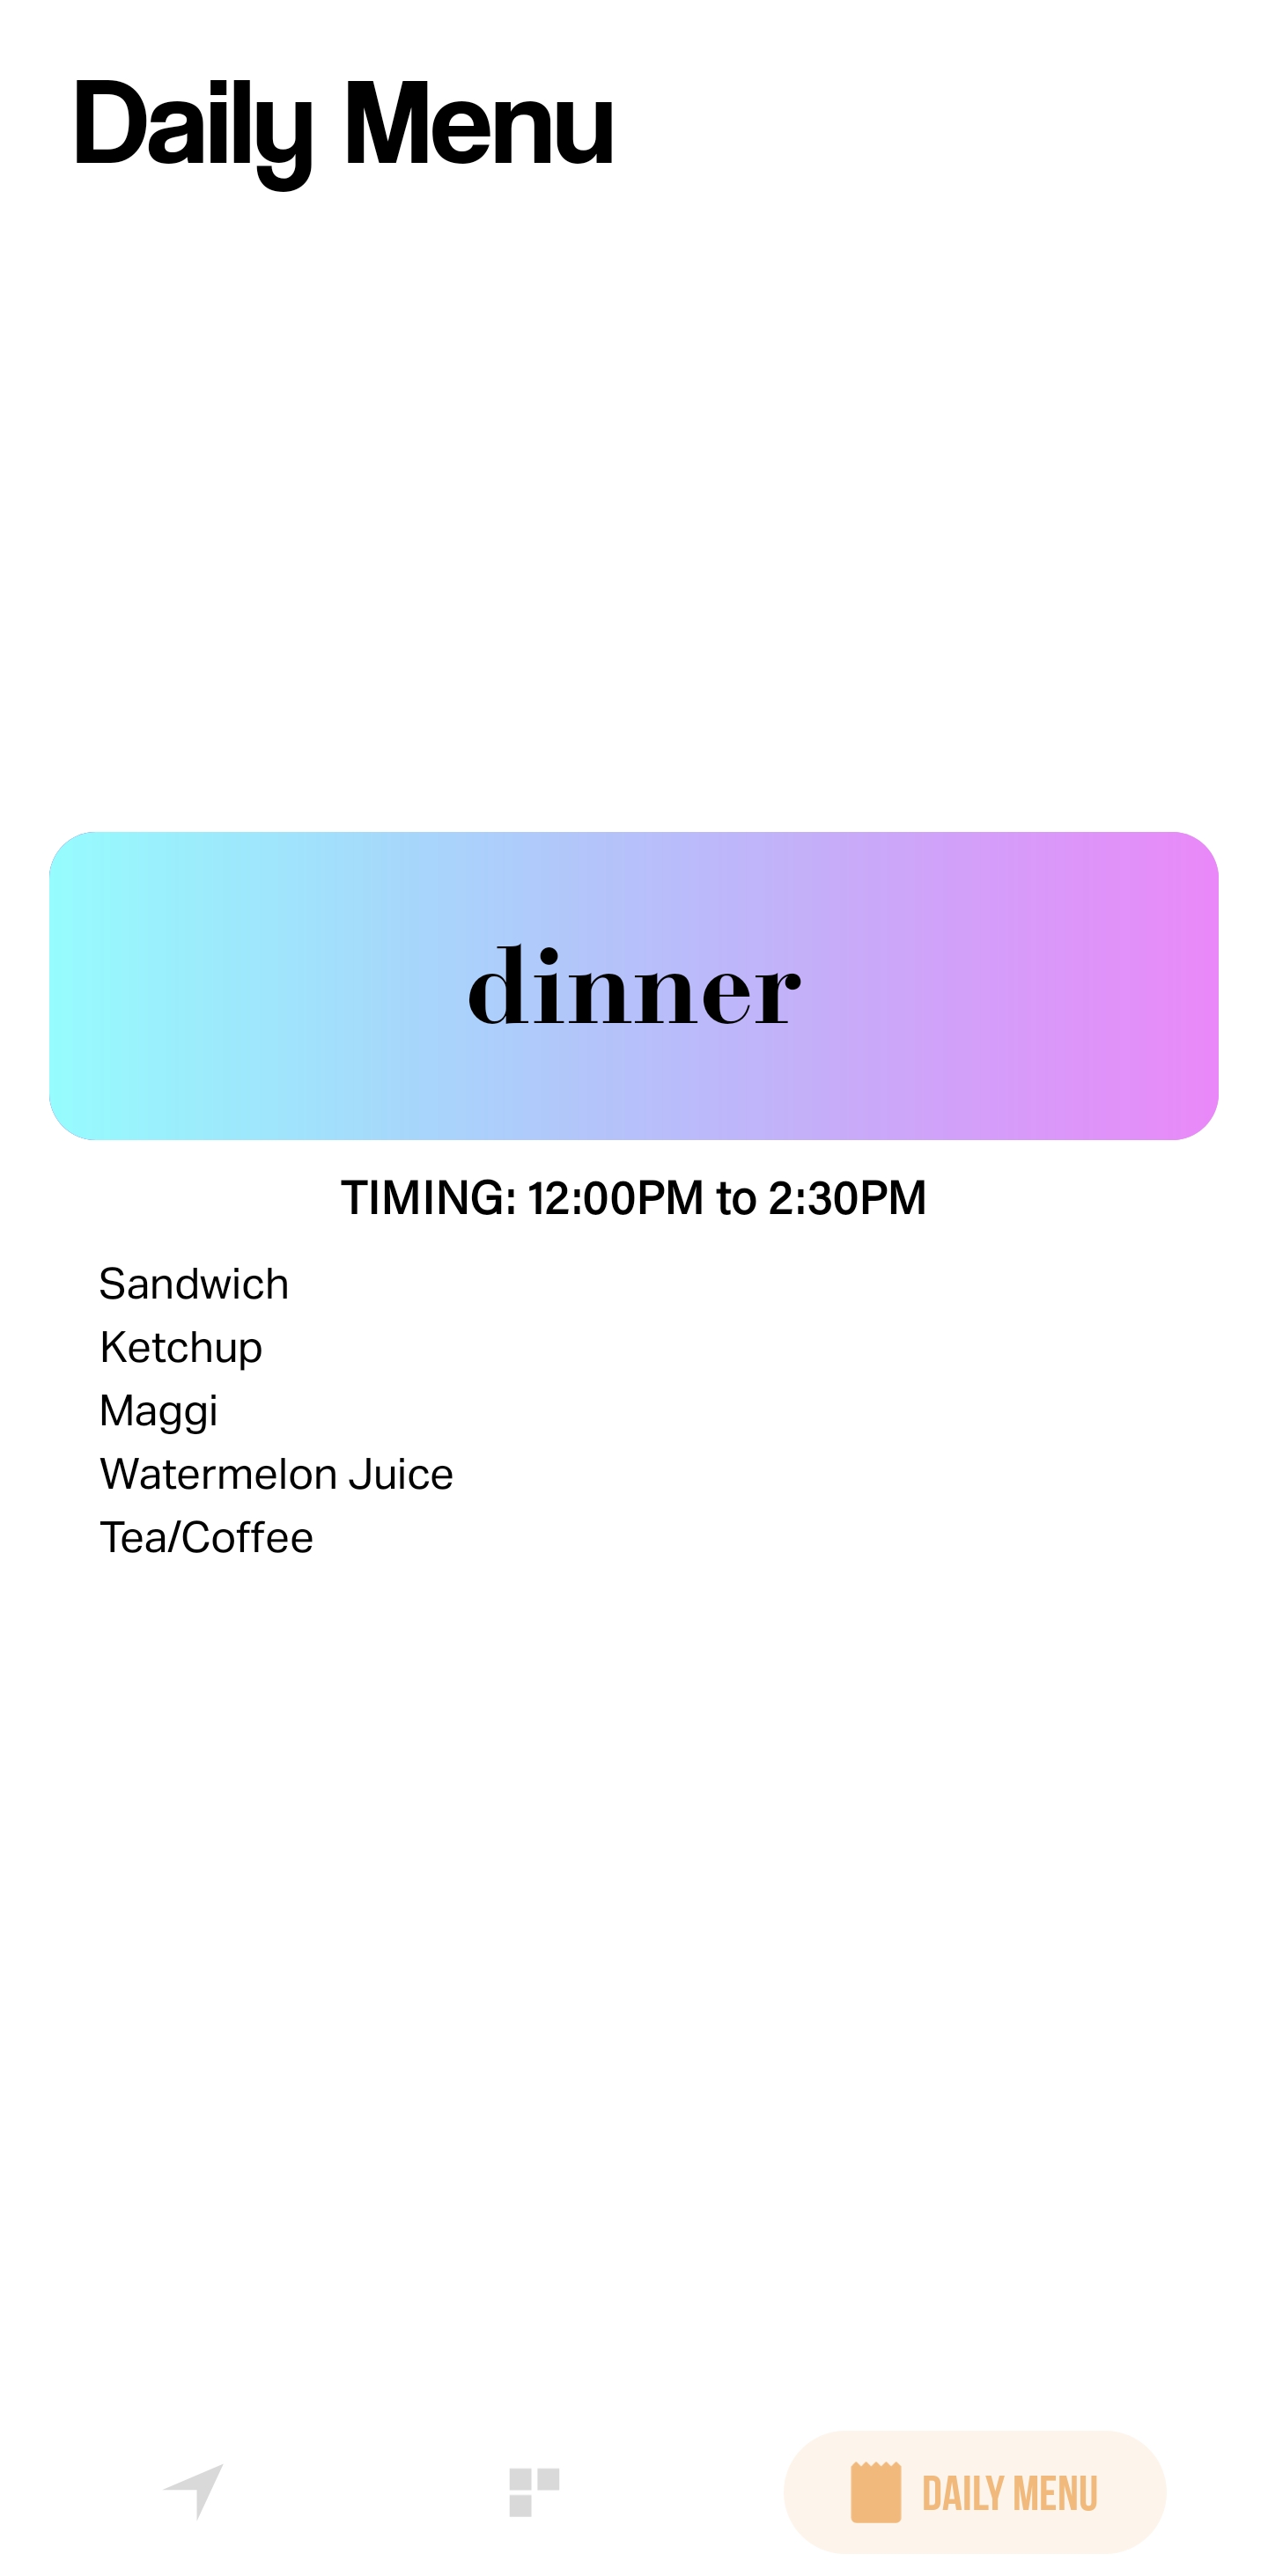 Daily Menu
dinner
TIMING: 12:00PM to 2:30PM
Sandwich
Ketchup
Maggi
Watermelon Juice
Tea/Coffee
DAILY MENU